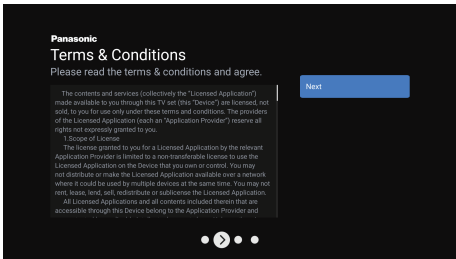 Panasonic
Terms & Conditions
Please read the terms & conditions and agree.
The contents and services (collectively the "Licensed Application")
made available to you through this TV set (this "Device") are licensed, not
sold, to you for use only under these terms and conditions. The providers
of the Licensed Application (each an "Application Provider") reserve all
rights not expressly granted to you.
1.Scope of License
The license granted to you for a Licensed Application by the relevant
Application Provider is limited to a non-transferable license to use the
Licensed Application on the Device that you own or control. You may
not distribute or make the Licensed Application available over a network
where it could be used by multiple devices at the same time. You may not
rent, lease, lend, sell, redistribute or sublicense the Licensed Application.
All Licensed Applications and all contents included therein that are
accessible through this Device belong to the Application Provider and
Next